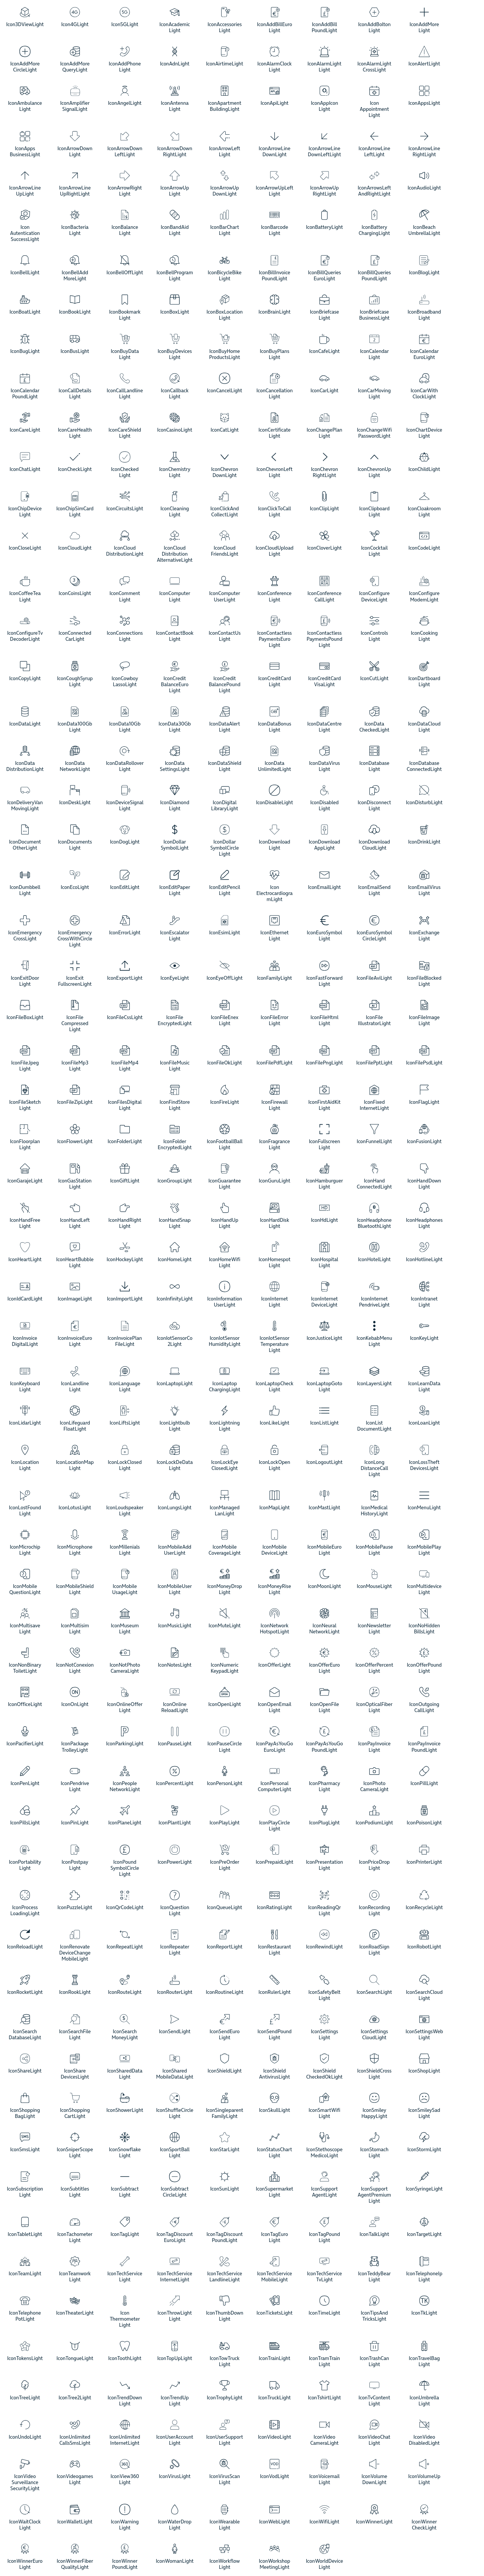 Icon3DViewLight Icon4GLight Icon5GLight IconAcademic Light IconAccessories Light IconAddBillEuro Light IconAddBill PoundLight IconAddBolton Light IconAddMore Light
IconAddMore CircleLight IconAddMore QueryLight IconAddPhone Light IconAdnLight IconAirtimeLight IconAlarmClock Light IconAlarmLight Light IconAlarmLight CrossLight IconAlertLight
IconAmbulance Light IconAmplifier SignalLight IconAngelLight IconAntenna Light IconApartment BuildingLight IconApiLight IconAppIcon Light Icon Appointment Light IconAppsLight
IconApps BusinessLight IconArrowDown Light IconArrowDown LeftLight IconArrowDown RightLight IconArrowLeft Light IconArrowLine DownLight IconArrowLine DownLeftLight IconArrowLine LeftLight IconArrowLine RightLight
IconArrowLine UpLight IconArrowLine UpRightLight IconArrowRight Light IconArrowUp Light IconArrowUp DownLight IconArrowUpLeft Light IconArrowUp RightLight IconArrowsLeft AndRightLight IconAudioLight
Icon Autentication SuccessLight IconBacteria Light IconBalance Light IconBandAid Light IconBarChart Light IconBarcode Light IconBatteryLight IconBattery ChargingLight IconBeach UmbrellaLight
IconBellLight IconBellAdd MoreLight IconBellOffLight IconBellProgram Light IconBicycleBike Light IconBillInvoice PoundLight IconBillQueries EuroLight IconBillQueries PoundLight IconBlogLight
IconBoatLight IconBookLight IconBookmark Light IconBoxLight IconBoxLocation Light IconBrainLight IconBriefcase Light IconBriefcase BusinessLight IconBroadband Light
IconBugLight IconBusLight IconBuyData Light IconBuyDevices Light IconBuyHome ProductsLight IconBuyPlans Light IconCafeLight IconCalendar Light IconCalendar EuroLight
IconCalendar PoundLight IconCallDetails Light IconCallLandline Light IconCallback Light IconCancelLight IconCancellation Light IconCarLight IconCarMoving Light IconCarWith ClockLight
IconCareLight IconCareHealth Light IconCareShield Light IconCasinoLight IconCatLight IconCertificate Light IconChangePlan Light IconChangeWifi PasswordLight IconChartDevice Light
IconChatLight IconCheckLight IconChecked Light IconChemistry Light IconChevron DownLight IconChevronLeft Light IconChevron RightLight IconChevronUp Light IconChildLight
IconChipDevice Light IconChipSimCard Light IconCircuitsLight IconCleaning Light IconClickAnd CollectLight IconClickToCall Light IconClipLight IconClipboard Light IconCloakroom Light
IconCloseLight IconCloudLight IconCloud DistributionLight IconCloud Distribution AlternativeLight IconCloud FriendsLight IconCloudUpload Light IconCloverLight IconCocktail Light IconCodeLight
IconCoffeeTea Light IconCoinsLight IconComment Light IconComputer Light IconComputer UserLight IconConference Light IconConference CallLight IconConfigure DeviceLight IconConfigure ModemLight
IconConfigureTv DecoderLight IconConnected CarLight IconConnections Light IconContactBook Light IconContactUs Light IconContactless PaymentsEuro Light IconContactless PaymentsPound Light IconControls Light IconCooking Light
IconCopyLight IconCoughSyrup Light IconCowboy LassoLight IconCredit BalanceEuro Light IconCredit BalancePound Light IconCreditCard Light IconCreditCard VisaLight IconCutLight IconDartboard Light
IconDataLight IconData100Gb Light IconData10Gb Light IconData30Gb Light IconDataAlert Light IconDataBonus Light IconDataCentre Light IconData CheckedLight IconDataCloud Light
IconData DistributionLight IconData NetworkLight IconDataRollover Light IconData SettingsLight IconDataShield Light IconData UnlimitedLight IconDataVirus Light IconDatabase Light IconDatabase ConnectedLight
IconDeliveryVan MovingLight IconDeskLight IconDeviceSignal Light IconDiamond Light IconDigital LibraryLight IconDisableLight IconDisabled Light IconDisconnect Light IconDisturbLight
IconDocument OtherLight IconDocuments Light IconDogLight IconDollar SymbolLight IconDollar SymbolCircle Light IconDownload Light IconDownload AppLight IconDownload CloudLight IconDrinkLight
IconDumbbell Light IconEcoLight IconEditLight IconEditPaper Light IconEditPencil Light Icon Electrocardiogra mLight IconEmailLight IconEmailSend Light IconEmailVirus Light
IconEmergency CrossLight IconEmergency CrossWithCircle Light IconErrorLight IconEscalator Light IconEsimLight IconEthernet Light IconEuroSymbol Light IconEuroSymbol CircleLight IconExchange Light
IconExitDoor Light IconExit FullscreenLight IconExportLight IconEyeLight IconEyeOffLight IconFamilyLight IconFastForward Light IconFileAviLight IconFileBlocked Light
IconFileBoxLight IconFile Compressed Light IconFileCssLight IconFile EncryptedLight IconFileEnex Light IconFileError Light IconFileHtml Light IconFile IllustratorLight IconFileImage Light
IconFileJpeg Light IconFileMp3 Light IconFileMp4 Light IconFileMusic Light IconFileOkLight IconFilePdfLight IconFilePngLight IconFilePptLight IconFilePsdLight
IconFileSketch Light IconFileZipLight IconFilesDigital Light IconFindStore Light IconFireLight IconFirewall Light IconFirstAidKit Light IconFixed InternetLight IconFlagLight
IconFloorplan Light IconFlowerLight IconFolderLight IconFolder EncryptedLight IconFootballBall Light IconFragrance Light IconFullscreen Light IconFunnelLight IconFusionLight
IconGarajeLight IconGasStation Light IconGiftLight IconGroupLight IconGuarantee Light IconGuruLight IconHamburguer Light IconHand ConnectedLight IconHandDown Light
IconHandFree Light IconHandLeft Light IconHandRight Light IconHandSnap Light IconHandUp Light IconHardDisk Light IconHdLight IconHeadphone BluetoothLight IconHeadphones Light
IconHeartLight IconHeartBubble Light IconHockeyLight IconHomeLight IconHomeWifi Light IconHomespot Light IconHospital Light IconHotelLight IconHotlineLight
IconIdCardLight IconImageLight IconImportLight IconInfinityLight IconInformation UserLight IconInternet Light IconInternet DeviceLight IconInternet PendriveLight IconIntranet Light
IconInvoice DigitalLight IconInvoiceEuro Light IconInvoicePlan FileLight IconIotSensorCo 2Light IconIotSensor HumidityLight IconIotSensor Temperature Light IconJusticeLight IconKebabMenu Light IconKeyLight
IconKeyboard Light IconLandline Light IconLanguage Light IconLaptopLight IconLaptop ChargingLight IconLaptopCheck Light IconLaptopGoto Light IconLayersLight IconLearnData Light
IconLidarLight IconLifeguard FloatLight IconLiftsLight IconLightbulb Light IconLightning Light IconLikeLight IconListLight IconList DocumentLight IconLoanLight
IconLocation Light IconLocationMap Light IconLockClosed Light IconLockDeData Light IconLockEye ClosedLight IconLockOpen Light IconLogoutLight IconLong DistanceCall Light IconLossTheft DevicesLight
IconLostFound Light IconLotusLight IconLoudspeaker Light IconLungsLight IconManaged LanLight IconMapLight IconMastLight IconMedical HistoryLight IconMenuLight
IconMicrochip Light IconMicrophone Light IconMillenials Light IconMobileAdd UserLight IconMobile CoverageLight IconMobile DeviceLight IconMobileEuro Light IconMobilePause Light IconMobilePlay Light
IconMobile QuestionLight IconMobileShield Light IconMobile UsageLight IconMobileUser Light IconMoneyDrop Light IconMoneyRise Light IconMoonLight IconMouseLight IconMultidevice Light
IconMultisave Light IconMultisim Light IconMuseum Light IconMusicLight IconMuteLight IconNetwork HotspotLight IconNeural NetworkLight IconNewsletter Light IconNoHidden BillsLight
IconNonBinary ToiletLight IconNotConexion Light IconNotPhoto CameraLight IconNotesLight IconNumeric KeypadLight IconOfferLight IconOfferEuro Light IconOfferPercent Light IconOfferPound Light
IconOfficeLight IconOnLight IconOnlineOffer Light IconOnline ReloadLight IconOpenLight IconOpenEmail Light IconOpenFile Light IconOpticalFiber Light IconOutgoing CallLight
IconPacifierLight IconPackage TrolleyLight IconParkingLight IconPauseLight IconPauseCircle Light IconPayAsYouGo EuroLight IconPayAsYouGo PoundLight IconPayInvoice Light IconPayInvoice PoundLight
IconPenLight IconPendrive Light IconPeople NetworkLight IconPercentLight IconPersonLight IconPersonal ComputerLight IconPharmacy Light IconPhoto CameraLight IconPillLight
IconPillsLight IconPinLight IconPlaneLight IconPlantLight IconPlayLight IconPlayCircle Light IconPlugLight IconPodiumLight IconPoisonLight
IconPortability Light IconPostpay Light IconPound SymbolCircle Light IconPowerLight IconPreOrder Light IconPrepaidLight IconPresentation Light IconPriceDrop Light IconPrinterLight
IconProcess LoadingLight IconPuzzleLight IconQrCodeLight IconQuestion Light IconQueueLight IconRatingLight IconReadingQr Light IconRecording Light IconRecycleLight
IconReloadLight IconRenovate DeviceChange MobileLight IconRepeatLight IconRepeater Light IconReportLight IconRestaurant Light IconRewindLight IconRoadSign Light IconRobotLight
IconRocketLight IconRookLight IconRouteLight IconRouterLight IconRoutineLight IconRulerLight IconSafetyBelt Light IconSearchLight IconSearchCloud Light
IconSearch DatabaseLight IconSearchFile Light IconSearch MoneyLight IconSendLight IconSendEuro Light IconSendPound Light IconSettings Light IconSettings CloudLight IconSettingsWeb Light
IconShareLight IconShare DevicesLight IconSharedData Light IconShared MobileDataLight IconShieldLight IconShield AntivirusLight IconShield CheckedOkLight IconShieldCross Light IconShopLight
IconShopping BagLight IconShopping CartLight IconShowerLight IconShuffleCircle Light IconSingleparent FamilyLight IconSkullLight IconSmartWifi Light IconSmiley HappyLight IconSmileySad Light
IconSmsLight IconSniperScope Light IconSnowflake Light IconSportBall Light IconStarLight IconStatusChart Light IconStethoscope MedicoLight IconStomach Light IconStormLight
IconSubscription Light IconSubtitles Light IconSubtract Light IconSubtract CircleLight IconSunLight IconSupermarket Light IconSupport AgentLight IconSupport AgentPremium Light IconSyringeLight
IconTabletLight IconTachometer Light IconTagLight IconTagDiscount EuroLight IconTagDiscount PoundLight IconTagEuro Light IconTagPound Light IconTalkLight IconTargetLight
IconTeamLight IconTeamwork Light IconTechService Light IconTechService InternetLight IconTechService LandlineLight IconTechService MobileLight IconTechService TvLight IconTeddyBear Light IconTelephoneIp Light
IconTelephone PotLight IconTheaterLight Icon Thermometer Light IconThrowLight IconThumbDown Light IconTicketsLight IconTimeLight IconTipsAnd TricksLight IconTkLight
IconTokensLight IconTongueLight IconToothLight IconTopUpLight IconTowTruck Light IconTrainLight IconTramTrain Light IconTrashCan Light IconTravelBag Light
IconTreeLight IconTree2Light IconTrendDown Light IconTrendUp Light IconTrophyLight IconTruckLight IconTshirtLight IconTvContent Light IconUmbrella Light
IconUndoLight IconUnlimited CallsSmsLight IconUnlimited InternetLight IconUserAccount Light IconUserSupport Light IconVideoLight IconVideo CameraLight IconVideoChat Light IconVideo DisabledLight
IconVideo Surveillance SecurityLight IconVideogames Light IconView360 Light IconVirusLight IconVirusScan Light IconVodLight IconVoicemail Light IconVolume DownLight IconVolumeUp Light
IconWaitClock Light IconWalletLight IconWarning Light IconWaterDrop Light IconWearable Light IconWebLight IconWifiLight IconWinnerLight IconWinner CheckLight
IconWinnerEuro Light IconWinnerFiber QualityLight IconWinner PoundLight IconWomanLight IconWorkflow Light IconWorkshop MeetingLight IconWorldDevice Light